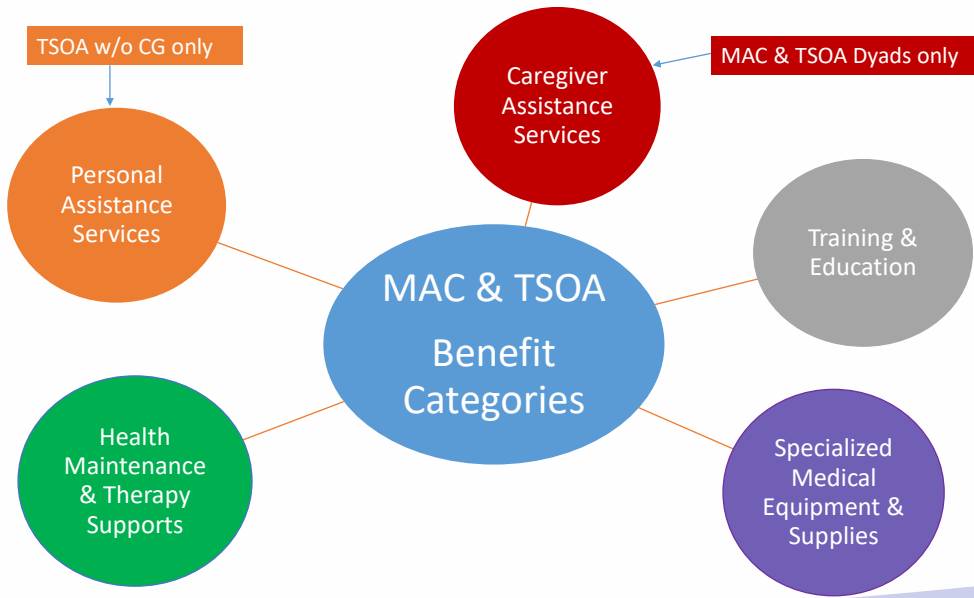 TSOA w/o CG only
Caregiver
Assistance
Services
MAC & TSOA Dyads only
Personal
Assistance
Services
Training &
Education
MAC & TSOA
Benefit
Categories
Health
Maintenance
& Therapy
Supports
Specialized
Medical
Equipment &
Supplies